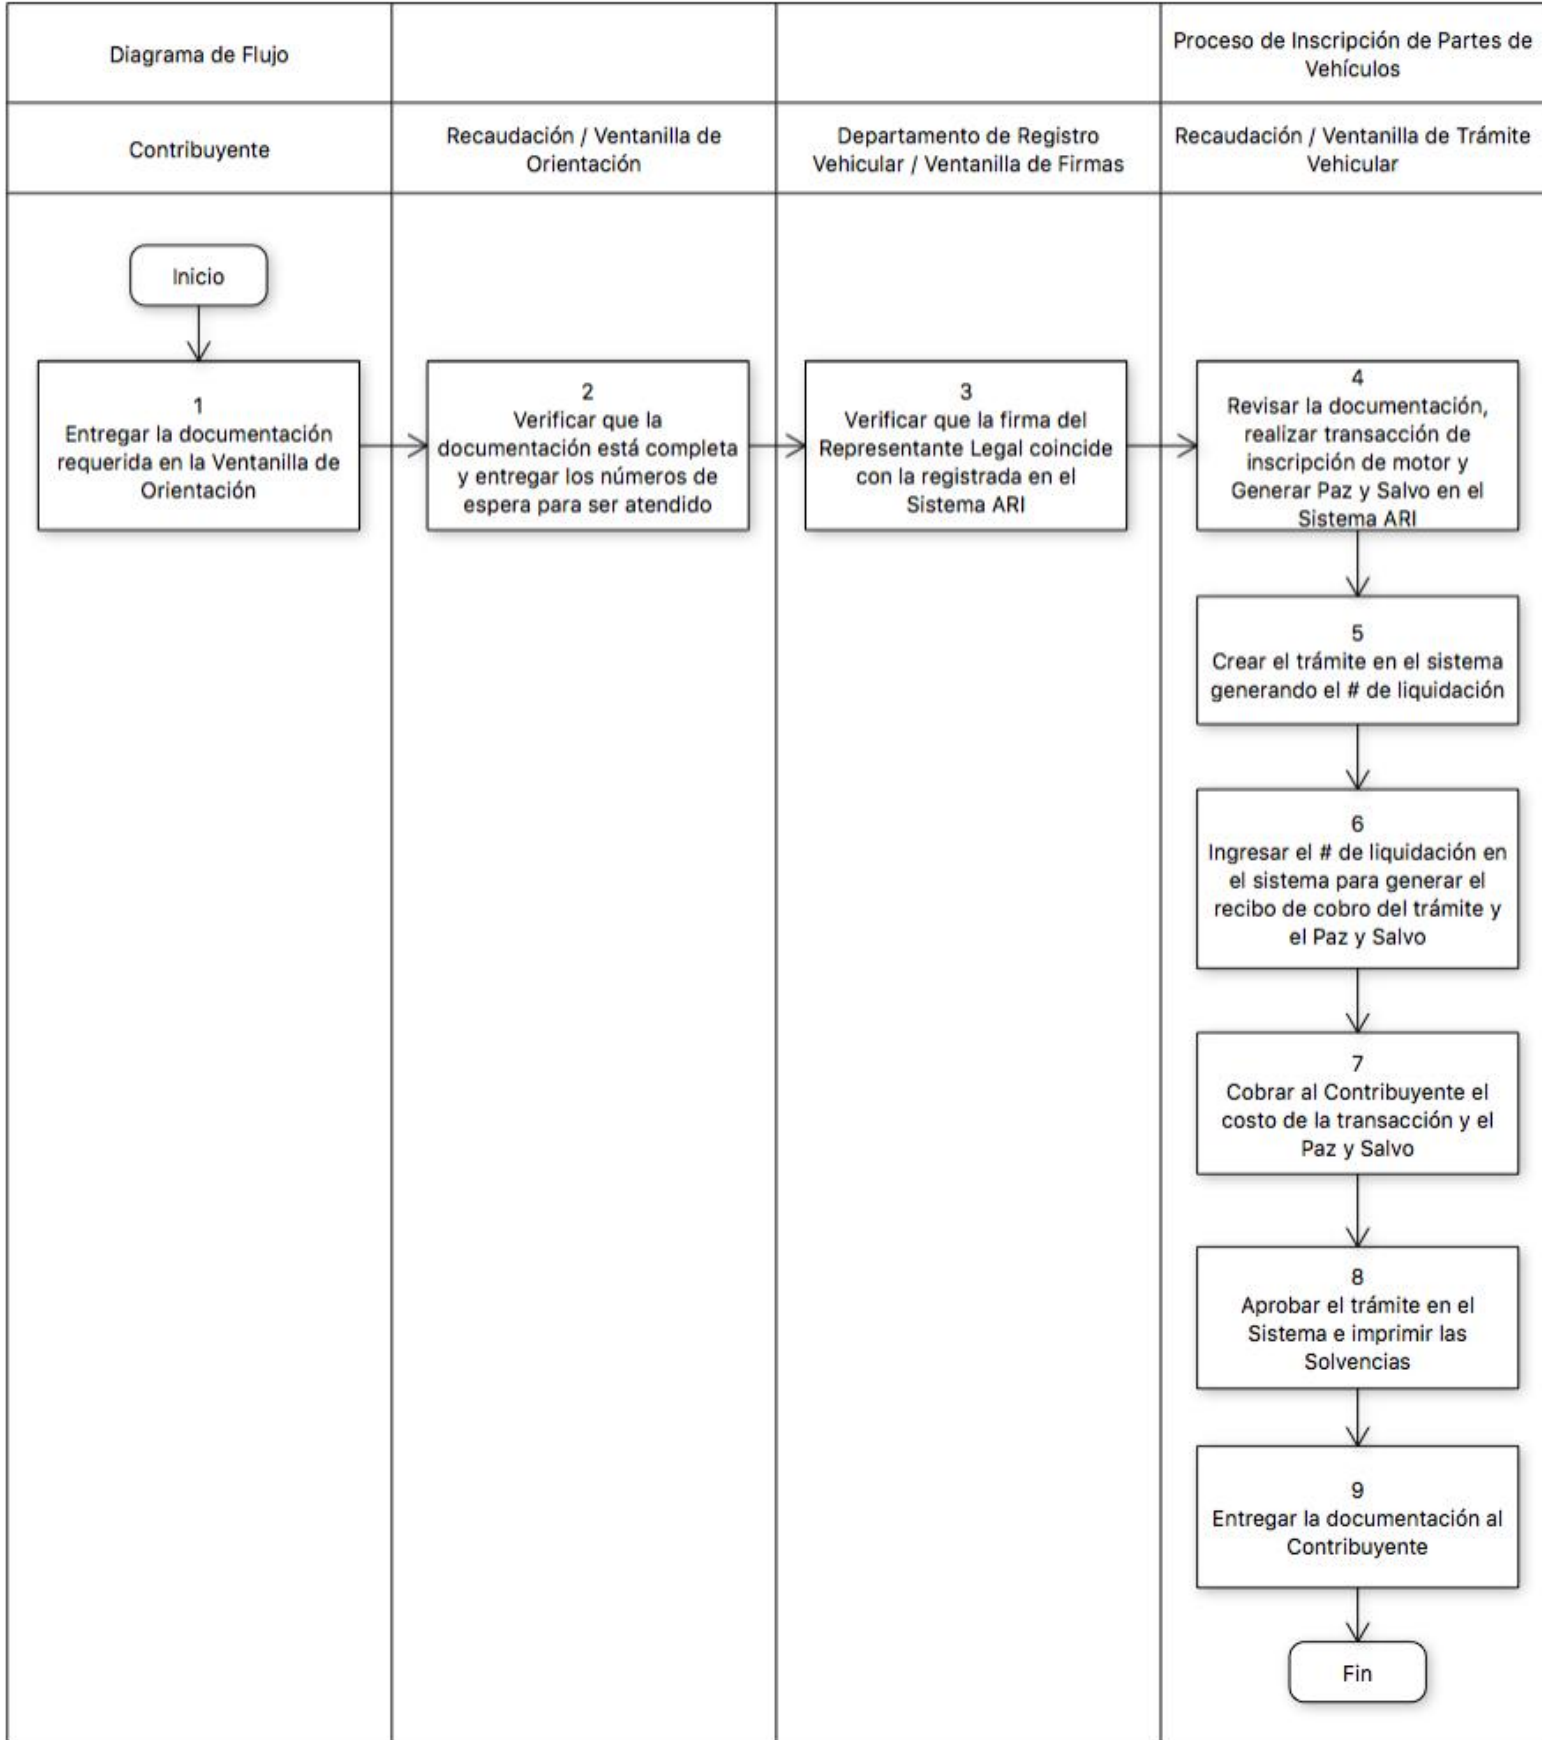 Diagrama de Flujo
Proceso de Inscripción de Partes de
Vehículos
Contribuyente
Recaudación / Ventanilla de
Orientación
Departamento de Registro
Vehicular / Ventanilla de Firmas
Recaudación / Ventanilla de Trámite
Vehicular
Inicio
1
Entregar la documentación
requerida en la Ventanilla de
Orientación
2
Verificar que la
documentación está completa
y entregar los números de
espera para ser atendido
3
Verificar que la firma del
Representante Legal coincide
con la registrada en el
Sistema ARI
4
Revisar la documentación,
realizar transacción de
inscripción de motor y
Generar Paz y Salvo en el
Sistema ARI
5
Crear el trámite en el sistema
generando el # de liquidación
6
Ingresar el # de liquidación en
el sistema para generar el
recibo de cobro del trámite y
el Paz y Salvo
7
Cobrar al Contribuyente el
costo de la transacción y el
Paz y Salvo
8
Aprobar el trámite en el
Sistema e imprimir las
Solvencias
9
Entregar la documentación al
Contribuyente
Fin